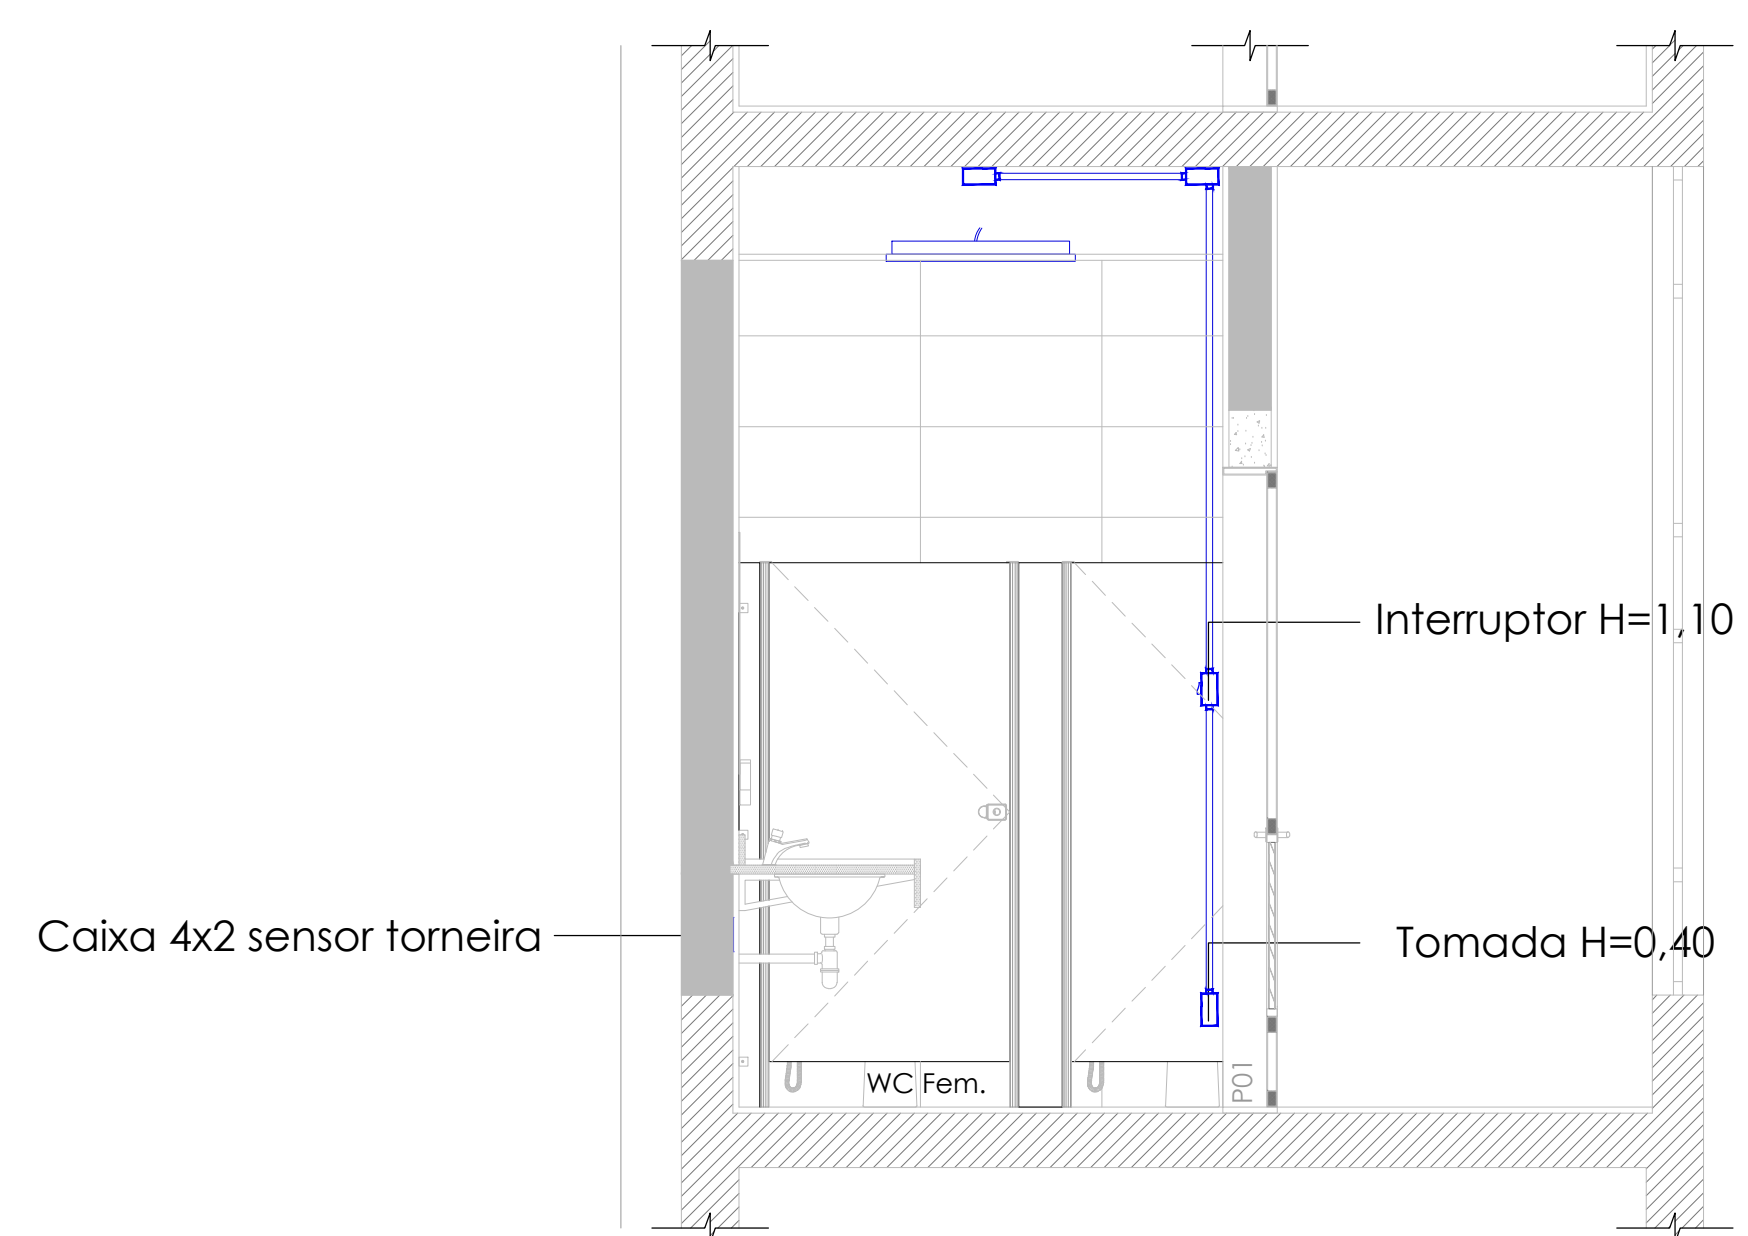 Interruptor H=1,10
Caixa 4x2 sensor torneira
Tomada H=0,40
WC Fem.
P01